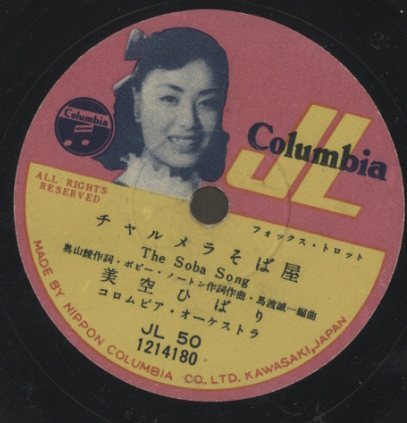 Columbia
JL
Columbia
ALL RIGHTS
RESERVED
フォックス・トロット
チャルメラそば屋
The Soba Song
奥山靉作詞・ボビー・ノートン作詞作曲・馬渡誠一編曲
美空ひばり
コロムビア・オーケストラ
JL 50
1214180
MADE BY NIPPON COLUMBIA CO., LTD. KAWASAKI, JAPAN